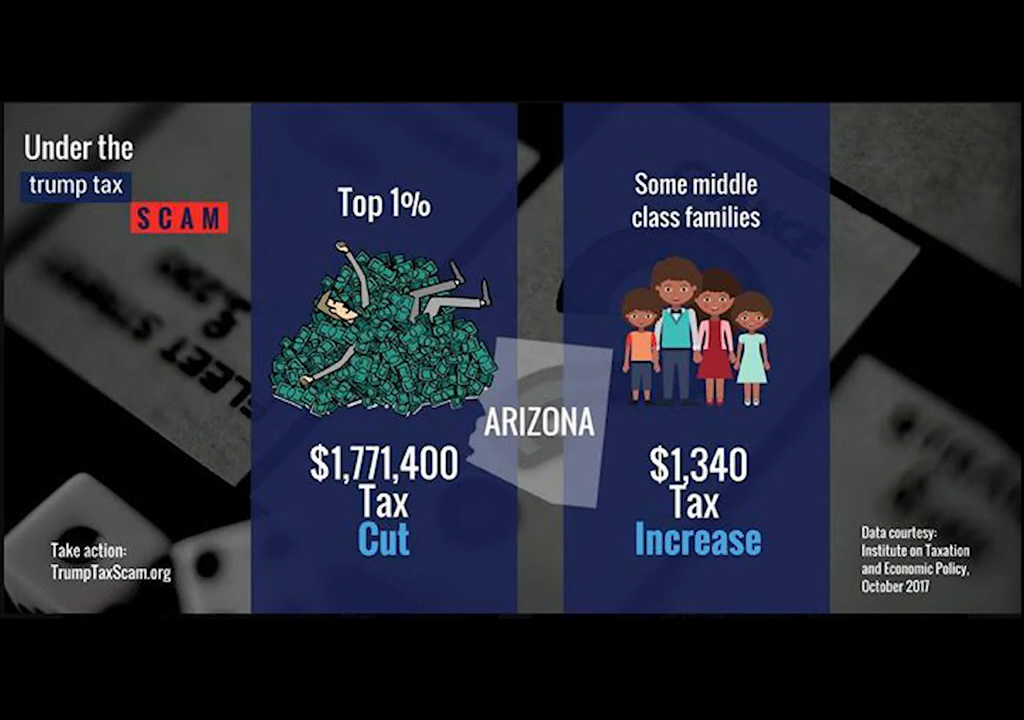 Under the
trump tax
SCAM
Top 1%
$1,771,400
Tax
Cut
ARIZONA
Some middle
class families
$1,340
Tax
Increase
Take action:
TrumpTaxScam.org
Data courtesy:
Institute on Taxation
and Economic Policy,
October 2017